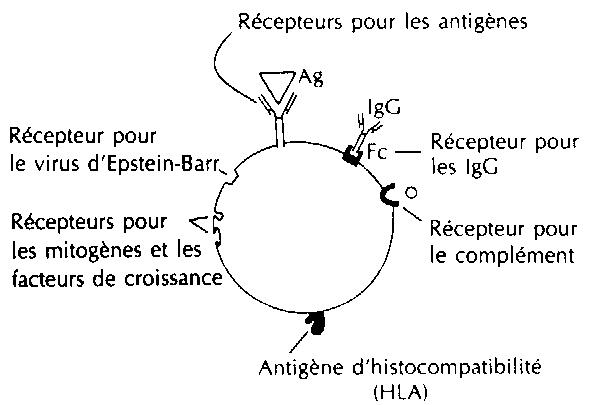 Récepteurs pour les antigènes
Ag
IgG
Fc
Récepteur pour
les IgG
O
Récepteur pour
le complément
Récepteur pour
le virus d'Epstein-Barr
Récepteurs pour
les mitogènes et les
facteurs de croissance
Antigène d'histocompatibilité
(HLA)